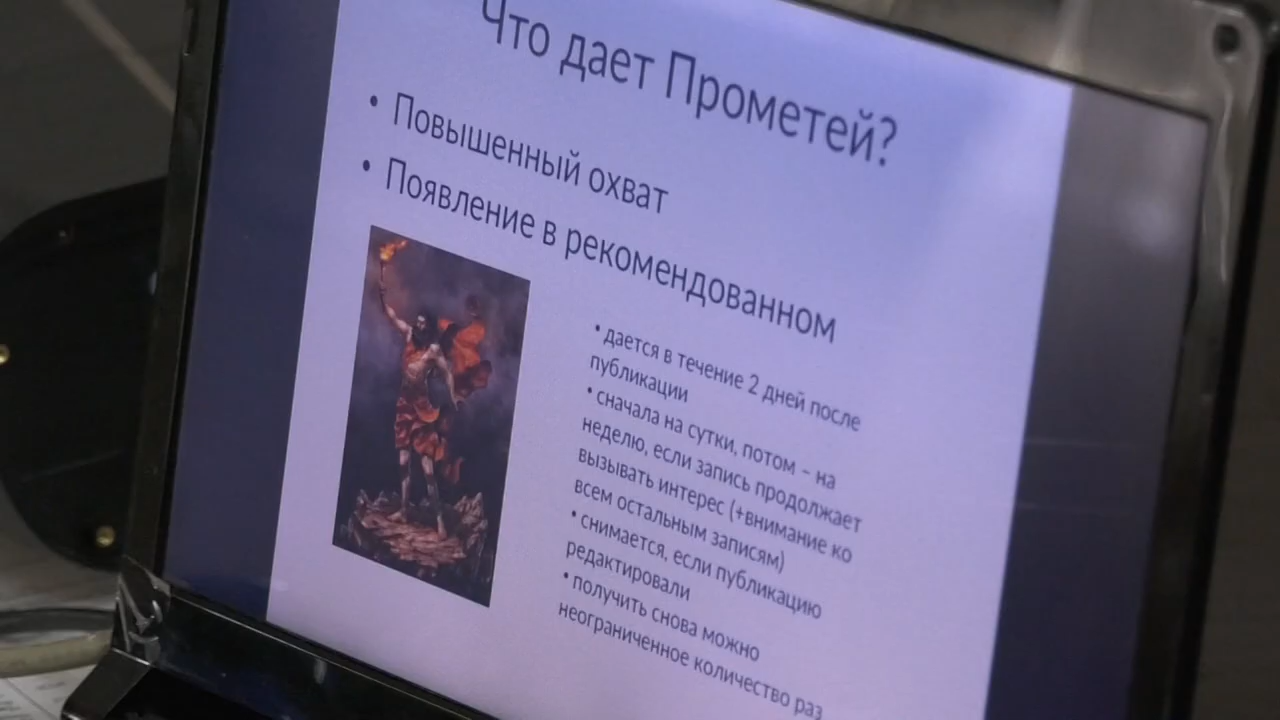 Что дает Прометей?
• Повышенный охват
• Появление в рекомендованном
• дается в течение 2 дней после
публикации
• сначала на сутки, потом – на
неделю, если запись продолжает
вызывать интерес (+внимание ко
всем остальным записям)
• снимается, если публикацию
редактировали
• получить снова можно
неограниченное количество раз